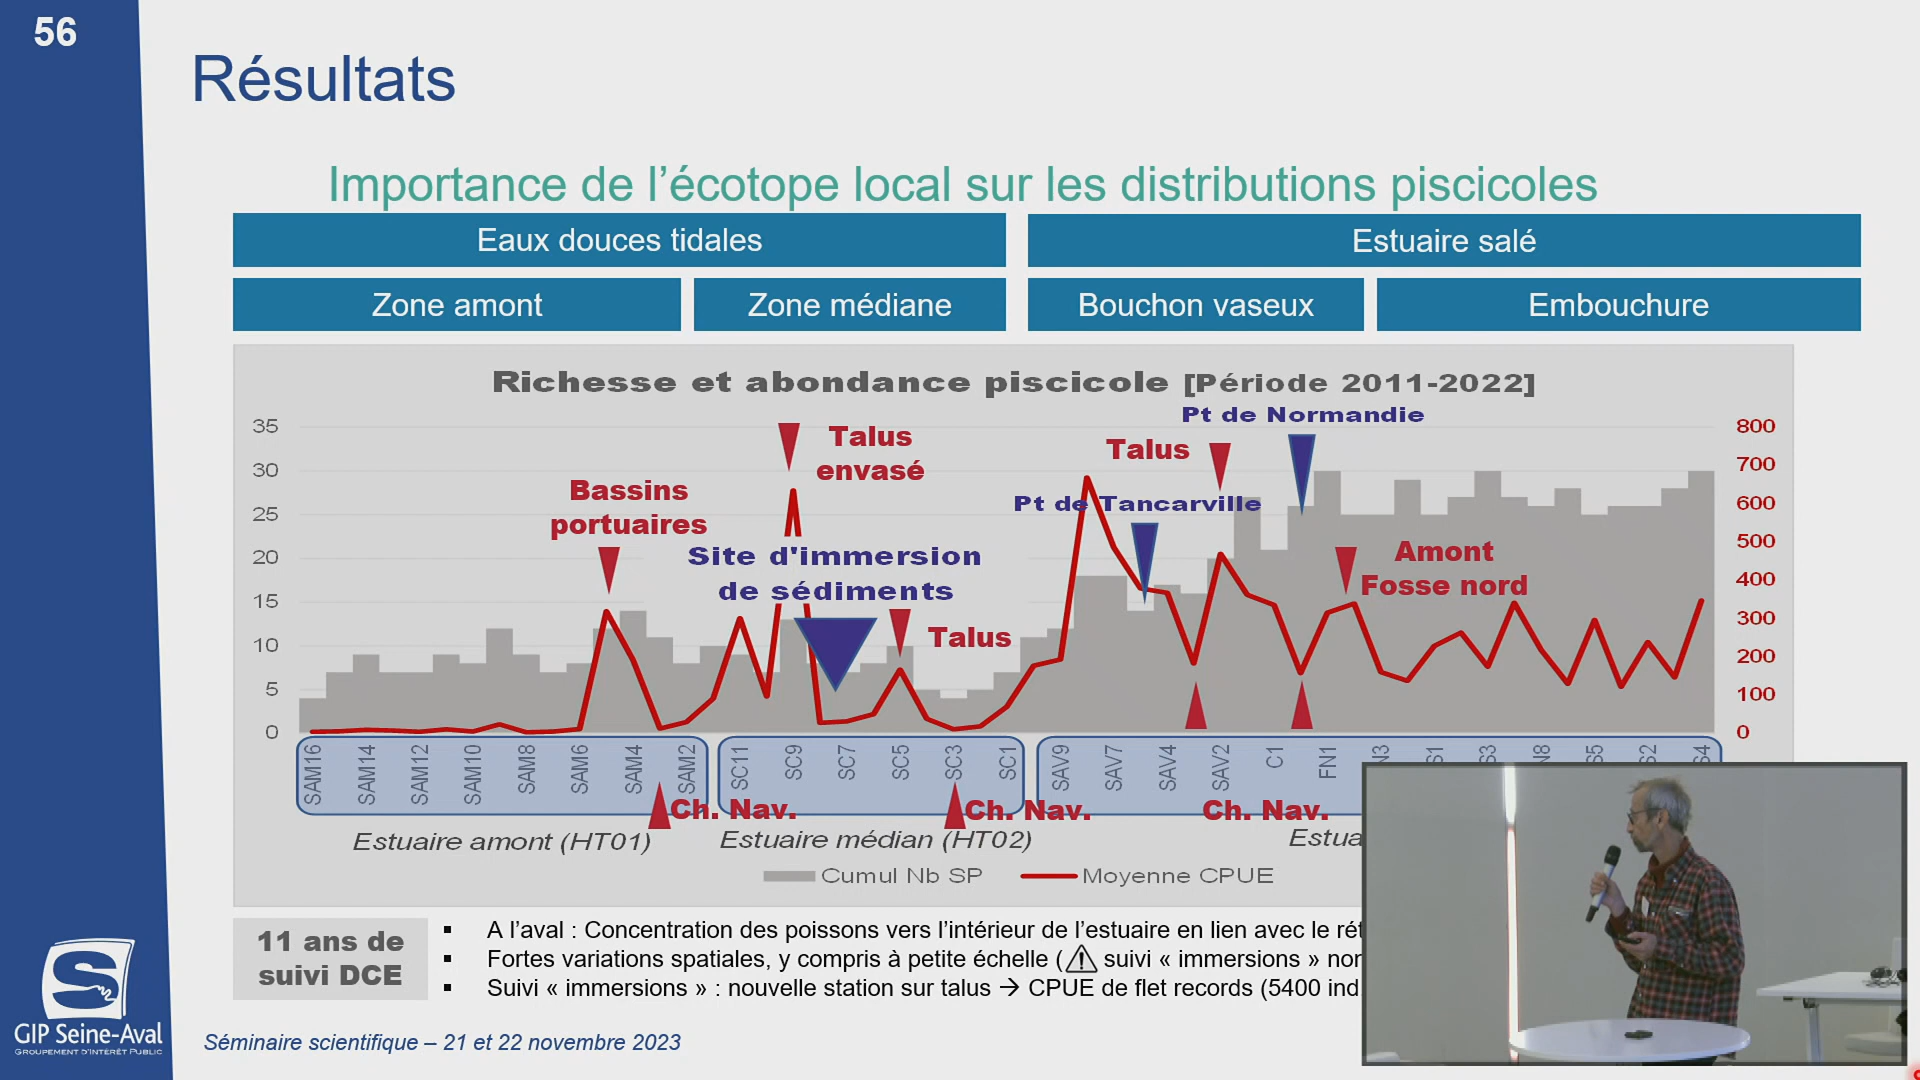 56
Résultats
Importance de l’écotope local sur les distributions piscicoles
Eaux douces tidales
Estuaire salé
Zone amont
Zone médiane
Bouchon vaseux
Embouchure
Richesse et abondance piscicole [Période 2011-2022]
Pt de Normandie
Talus
envasé
Talus
Bassins
portuaires
Pt de Tancarville
Site d'immersion
de sédiments
Amont
Fosse nord
Talus
35
30
25
20
15
10
5
0
800
700
600
500
400
300
200
100
0
SAM16
SAM14
SAM12
SAM10
SAM8
SAM6
SAM4
SAM2
SC11
SC9
SC7
SC5
SC3
SC1
SAV9
SAV7
SAV4
SAV2
C1
FN1
N3
S1
S3
N8
S5
S2
S4
Ch. Nav.
Ch. Nav.
Ch. Nav.
Estuaire amont (HT01)
Estuaire médian (HT02)
Estua
Cumul Nb SP
Moyenne CPUE
11 ans de
suivi DCE
▪ A l’aval : Concentration des poissons vers l’intérieur de l’estuaire en lien avec le rét
▪ Fortes variations spatiales, y compris à petite échelle (⚠ suivi « immersions » nor
▪ Suivi « immersions » : nouvelle station sur talus → CPUE de flet records (5400 ind
GIP Seine-Aval
GROUPEMENT D'INTÉRÊT PUBLIC
Séminaire scientifique – 21 et 22 novembre 2023